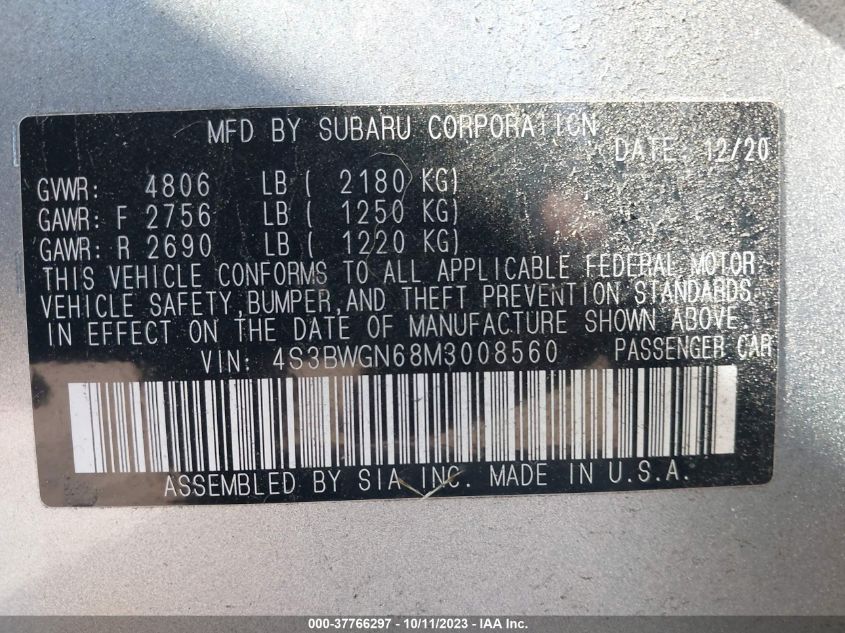 MFD BY SUBARU CORPORATION
DATE: 12/20
GVWR: 4806 LB ( 2180 KG)
GAWR: F 2756 LB ( 1250 KG)
GAWR: R 2690 LB ( 1220 KG)
THIS VEHICLE CONFORMS TO ALL APPLICABLE FEDERAL MOTOR
VEHICLE SAFETY,BUMPER,AND THEFT PREVENTION STANDARDS
IN EFFECT ON THE DATE OF MANUFACTURE SHOWN ABOVE.
VIN: 4S3BWGN68M3008560 PASSENGER CAR
ASSEMBLED BY SIA INC. MADE IN U.S.A.
000-37766297 - 10/11/2023 - IAA Inc.